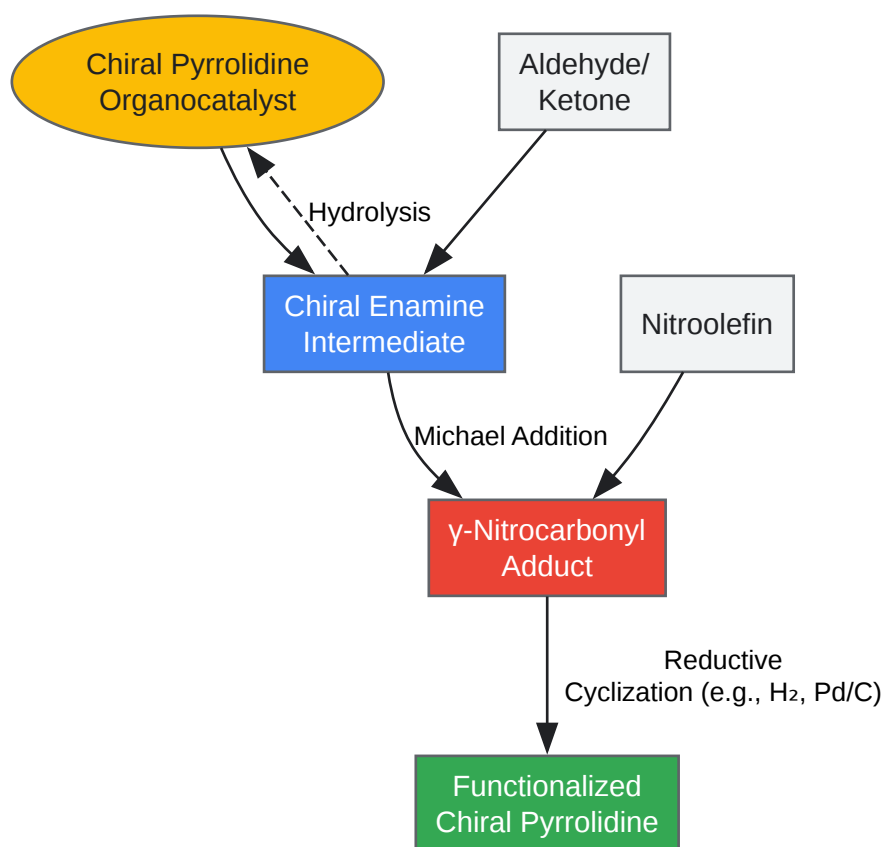 Chiral Pyrrolidine
Organocatalyst
Aldehyde/
Ketone
Hydrolysis
Chiral Enamine
Intermediate
Nitroolefin
Michael Addition
γ-Nitrocarbonyl
Adduct
Reductive
Cyclization (e.g., H₂, Pd/C)
Functionalized
Chiral Pyrrolidine